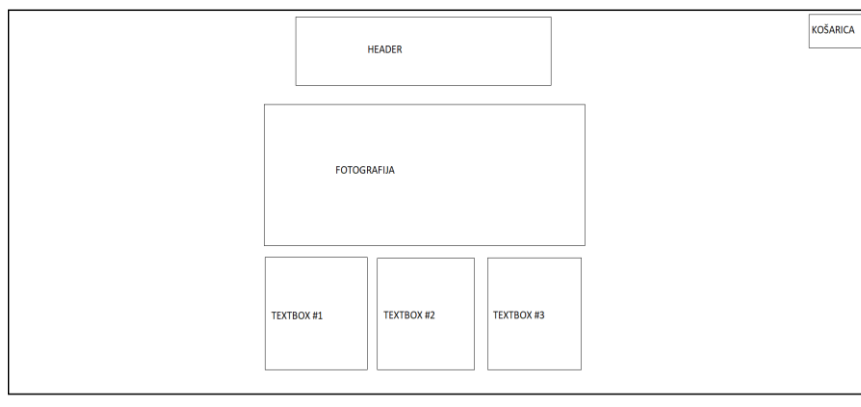 KOŠARICA
HEADER
FOTOGRAFIJA
TEXTBOX #1
TEXTBOX #2
TEXTBOX #3